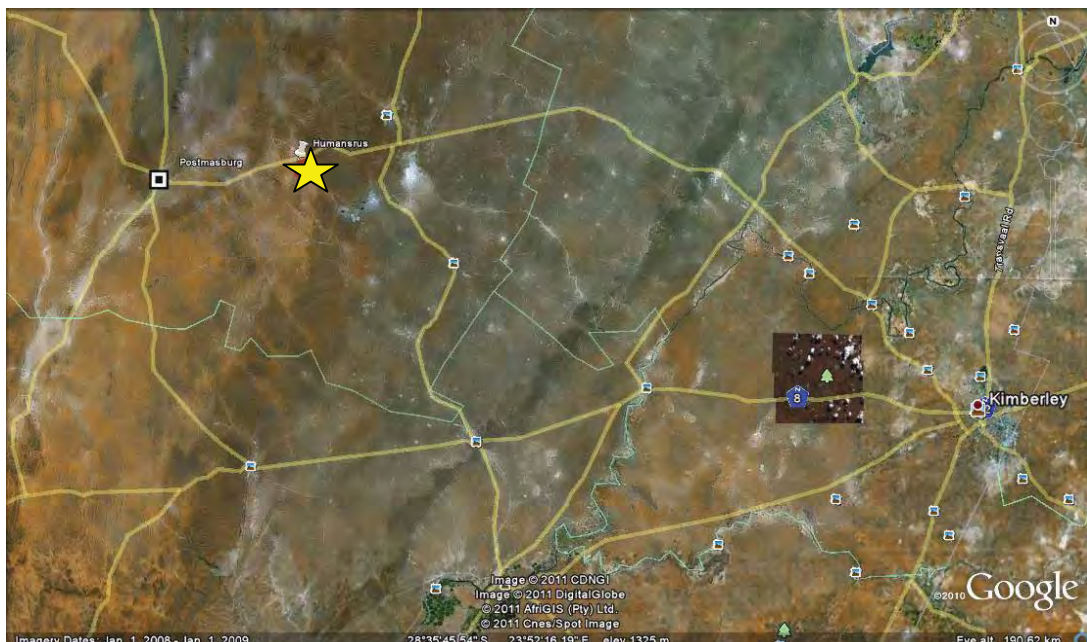 N
Humansrus
Postmasburg
Transvaal Rd
N
8
Kimberley
Image © 2011 CDNGI
Image © 2011 DigitalGlobe
© 2011 AfriGIS (Pty) Ltd.
© 2011 Cnes/Spot Image
©2010 Google
Imagery Dates: Jan 1, 2008 - Jan 1, 2009 28°35'45.54" S 23°52'16.19" E elev 1325 m Eye alt 190.62 km